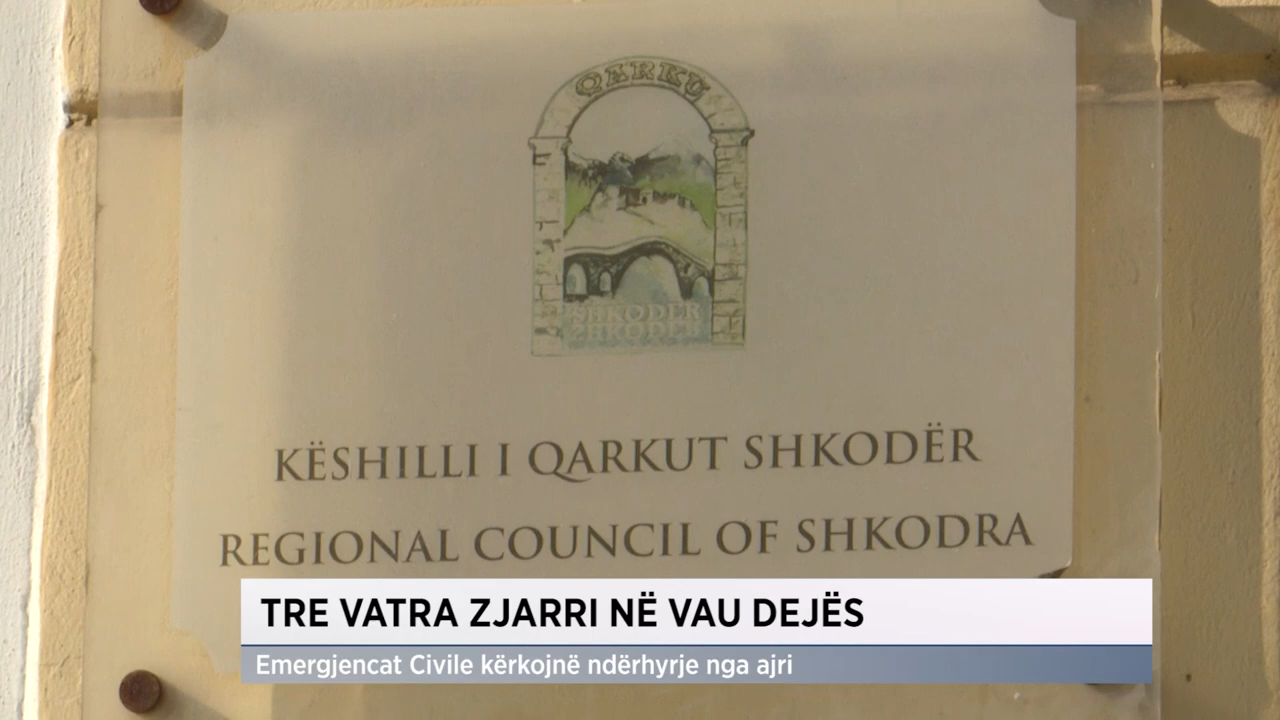 QARKU
SHKODER
KËSHILLI I QARKUT SHKODËR
REGIONAL COUNCIL OF SHKODRA
TRE VATRA ZJARRI NË VAU DEJËS
Emergjencat Civile kërkojnë ndërhyrje nga ajri